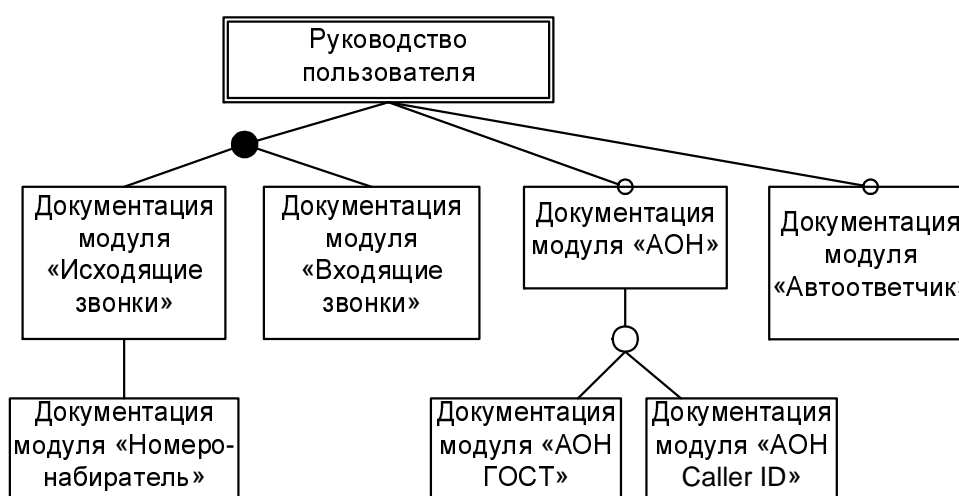 Руководство
пользователя
Документация
модуля
«Исходящие
звонки»
Документация
модуля
«Входящие
звонки»
Документация
модуля «АОН»
Документация
модуля
«Автоответчик»
Документация
модуля «Номеро-
набиратель»
Документация
модуля «АОН
ГОСТ»
Документация
модуля «АОН
Caller ID»